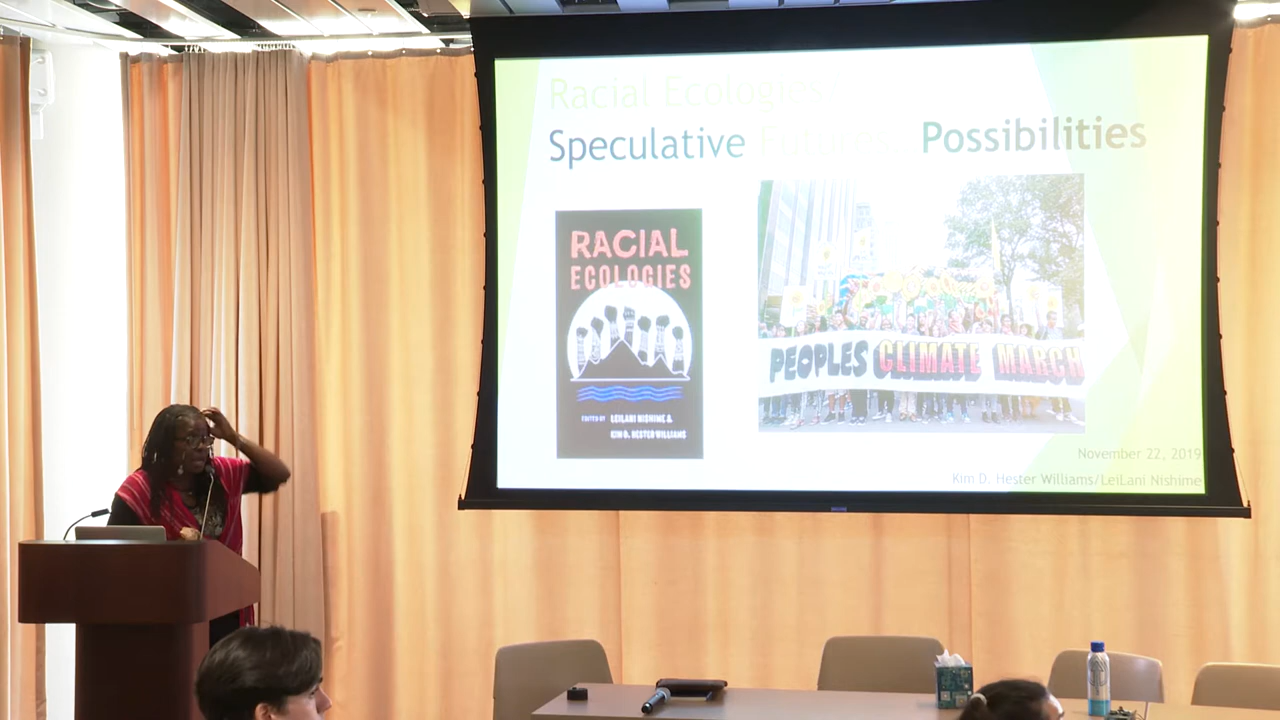 Racial Ecologies/
Speculative Futures Possibilities
RACIAL
ECOLOGIES
EDITED BY LEILANI NISHIME &
KIM D. HESTER WILLIAMS
PEOPLES CLIMATE MARCH
November 22, 2019
Kim D. Hester Williams/LeiLani Nishime